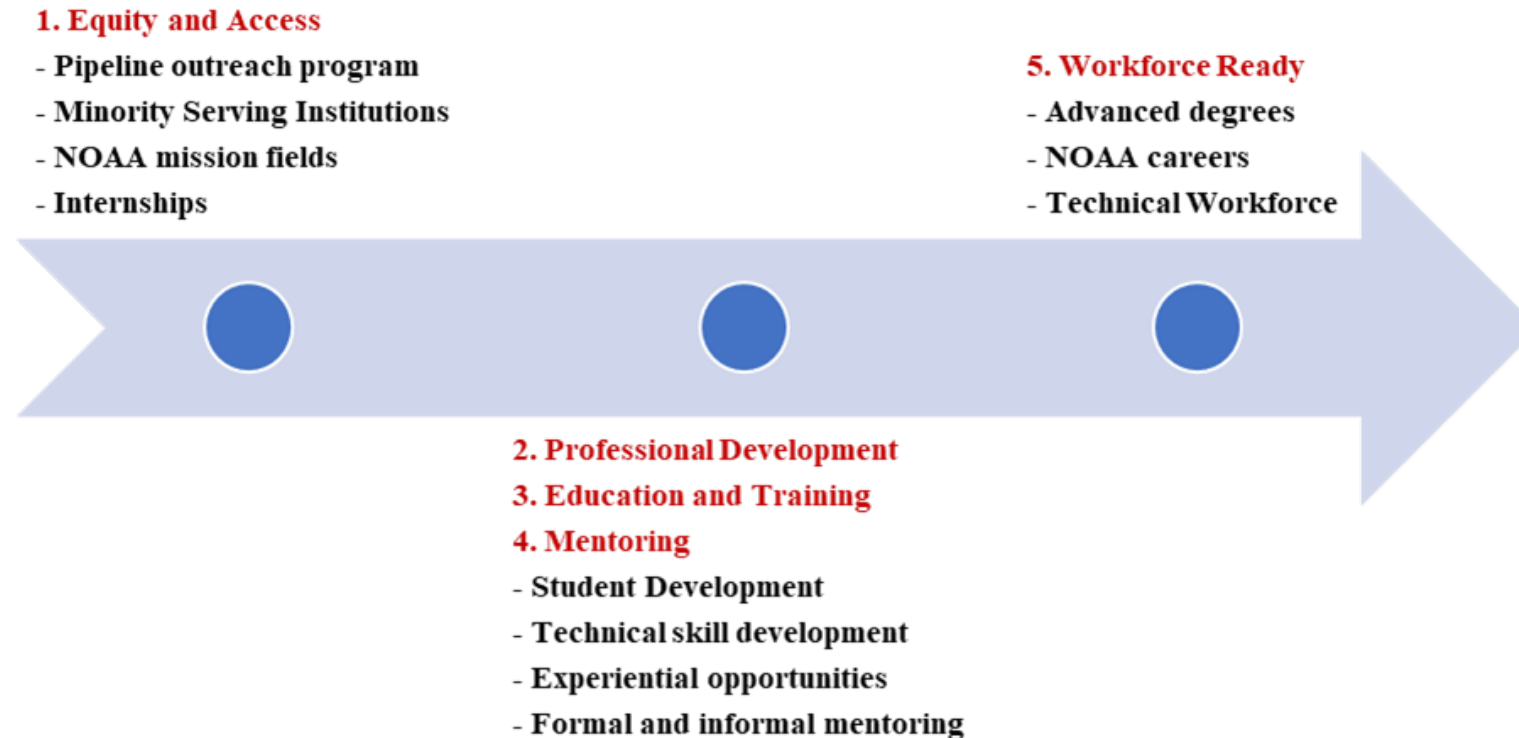 1. Equity and Access
- Pipeline outreach program
- Minority Serving Institutions
- NOAA mission fields
- Internships
5. Workforce Ready
- Advanced degrees
- NOAA careers
- Technical Workforce
2. Professional Development
3. Education and Training
4. Mentoring
- Student Development
- Technical skill development
- Experiential opportunities
- Formal and informal mentoring